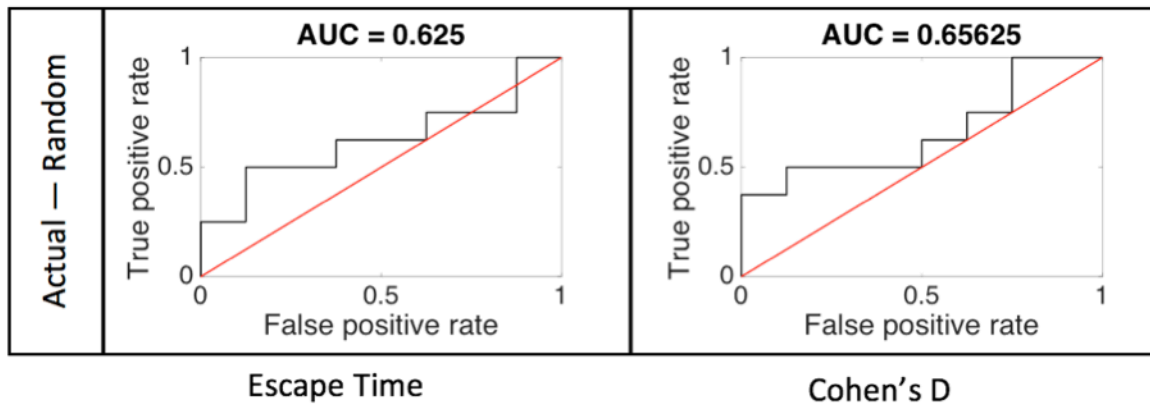 Actual — Random
AUC = 0.625
True positive rate
1
0.5
0
0
0.5
1
False positive rate
AUC = 0.65625
True positive rate
1
0.5
0
0
0.5
1
False positive rate
Escape Time
Cohen's D